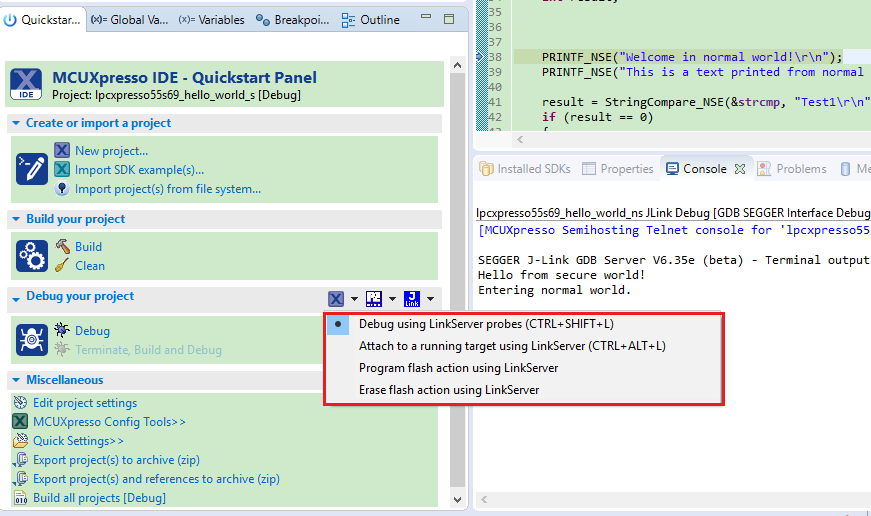 Quickstar...
(x)= Global Va...
(x)= Variables
Breakpoi...
Outline
IDE
MCUXpresso IDE - Quickstart Panel
Project: lpcxpresso55s69_hello_world_s [Debug]
Create or import a project
New project...
Import SDK example(s)...
Import project(s) from file system...
Build your project
Build
Clean
Debug your project
Link
Debug
Terminate, Build and Debug
Debug using LinkServer probes (CTRL+SHIFT+L)
Attach to a running target using LinkServer (CTRL+ALT+L)
Program flash action using LinkServer
Erase flash action using LinkServer
Miscellaneous
Edit project settings
MCUXpresso Config Tools>>
Quick Settings>>
Export project(s) to archive (zip)
Export project(s) and references to archive (zip)
Build all projects [Debug]
35
36
37
38 PRINTF_NSE("Welcome in normal world!\r\n");
39 PRINTF_NSE("This is a text printed from normal
40
41 result = StringCompare_NSE(&strcmp, "Test1\r\n"
42 if (result == 0)
Installed SDKs
Properties
Console
Problems
Me
lpcxpresso55s69_hello_world_ns JLink Debug [GDB SEGGER Interface Debug
[MCUXpresso Semihosting Telnet console for 'lpcxpresso55
SEGGER J-Link GDB Server V6.35e (beta) - Terminal output
Hello from secure world!
Entering normal world.